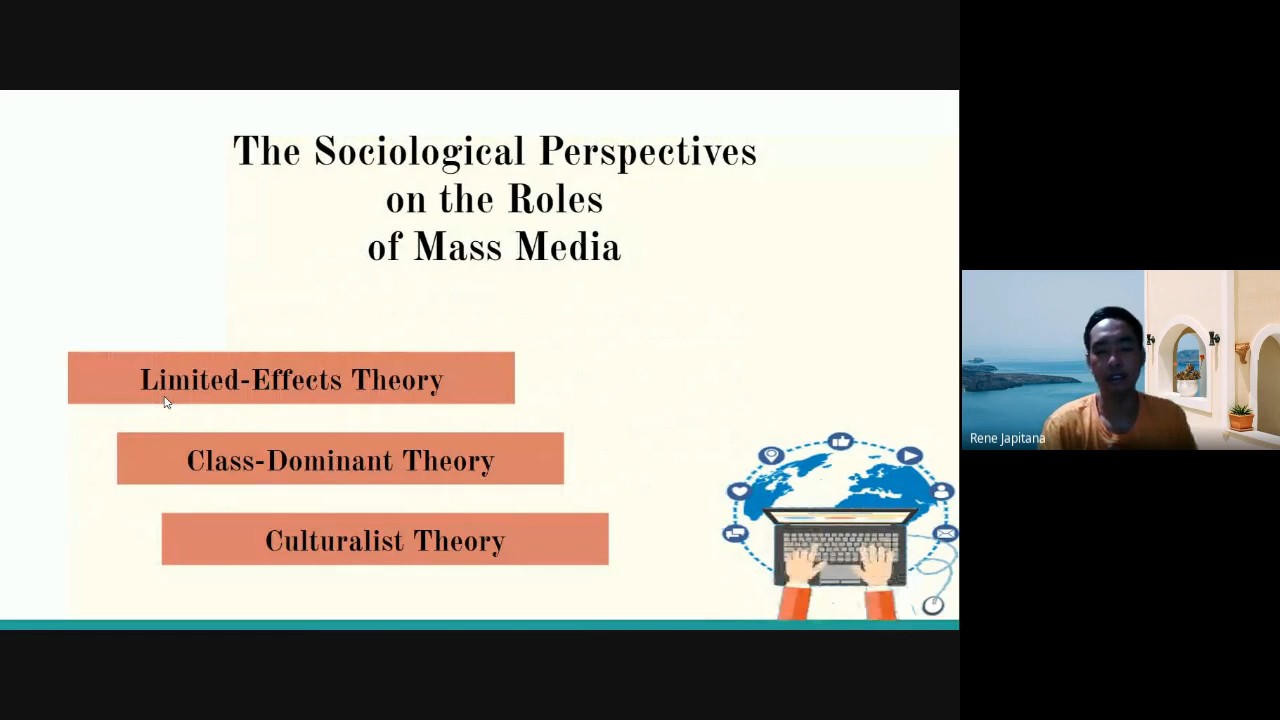 The Sociological Perspectives
on the Roles
of Mass Media
Limited-Effects Theory
Class-Dominant Theory
Culturalist Theory
Rene Japitana